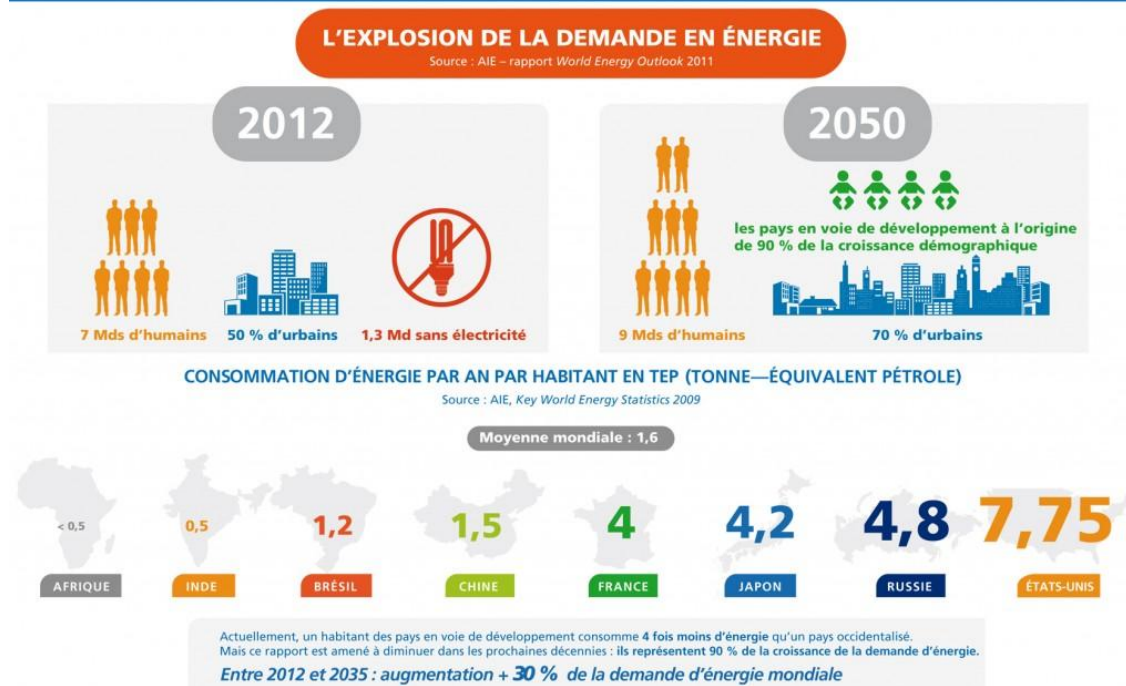 L'EXPLOSION DE LA DEMANDE EN ÉNERGIE
Source : AIE – rapport World Energy Outlook 2011
2012
7 Mds d'humains
50 % d'urbains
1,3 Md sans électricité
2050
les pays en voie de développement à l'origine
de 90 % de la croissance démographique
9 Mds d'humains
70 % d'urbains
CONSOMMATION D'ÉNERGIE PAR AN PAR HABITANT EN TEP (TONNE—ÉQUIVALENT PÉTROLE)
Source : AIE, Key World Energy Statistics 2009
Moyenne mondiale : 1,6
< 0,5
AFRIQUE
0,5
INDE
1,2
BRÉSIL
1,5
CHINE
4
FRANCE
4,2
JAPON
4,8
RUSSIE
7,75
ÉTATS-UNIS
Actuellement, un habitant des pays en voie de développement consomme 4 fois moins d'énergie qu'un pays occidentalisé.
Mais ce rapport est amené à diminuer dans les prochaines décennies : ils représentent 90 % de la croissance de la demande d'énergie.
Entre 2012 et 2035 : augmentation + 30 % de la demande d'énergie mondiale